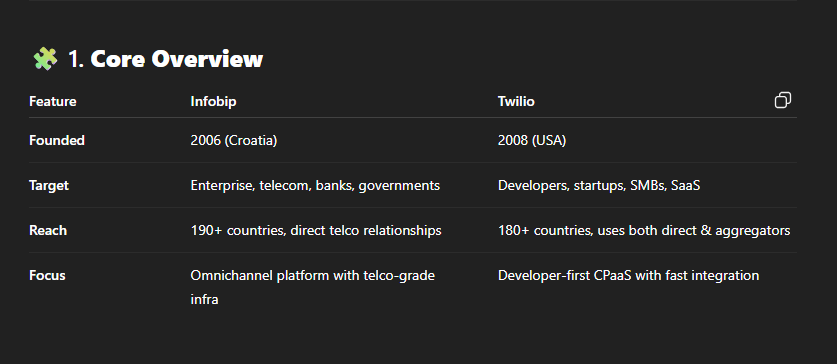 🧩 1. Core Overview
Feature Infobip Twilio
Founded 2006 (Croatia) 2008 (USA)
Target Enterprise, telecom, banks, governments Developers, startups, SMBs, SaaS
Reach 190+ countries, direct telco relationships 180+ countries, uses both direct & aggregators
Focus Omnichannel platform with telco-grade Developer-first CPaaS with fast integration
infra